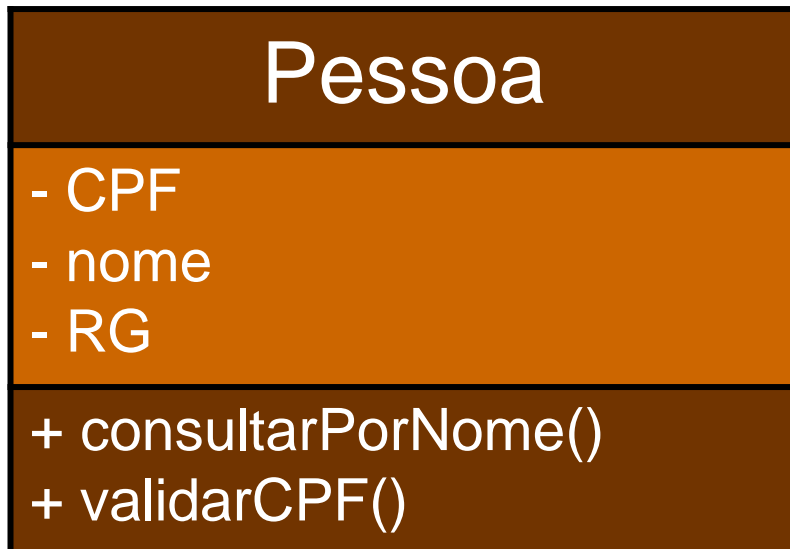 Pessoa
- CPF
- nome
- RG
+ consultarPorNome()
+ validarCPF()